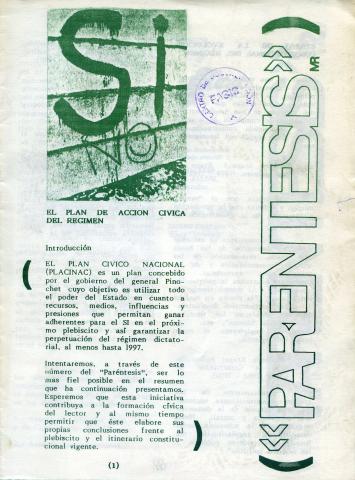 SI
NO
EL PLAN DE ACCION CIVICA
DEL REGIMEN
Introducción
EL PLAN CIVICO NACIONAL
(PLACINAC) es un plan concebido
por el gobierno del general Pino-
chet cuyo objetivo es utilizar todo
el poder del Estado en cuanto a
recursos, medios, influencias y
presiones que permitan ganar
adherentes para el SI en el próxi-
mo plebiscito y así garantizar la
perpetuación del régimen dictato-
rial, al menos hasta 1997.
Intentaremos, a través de este
número del "Paréntesis", ser lo
mas fiel posible en el resumen
que ha continuación presentamos.
Esperemos que esta iniciativa
contribuya a la formación cívica
del lector y al mismo tiempo
permitir que éste elabore sus
propias conclusiones frente al
plebiscito y el itinerario constitu-
cional vigente.
(1)
(«PARENTESIS») MR
CENTRO DE
FASIC